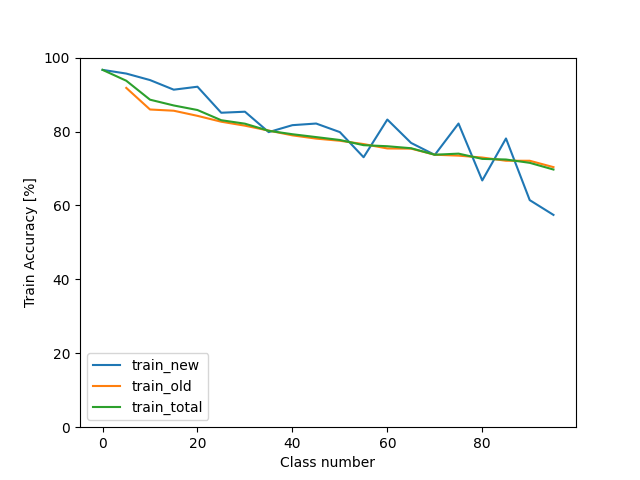 100
80
60
40
20
0
Train Accuracy [%]
train_new
train_old
train_total
0 20 40 60 80
Class number